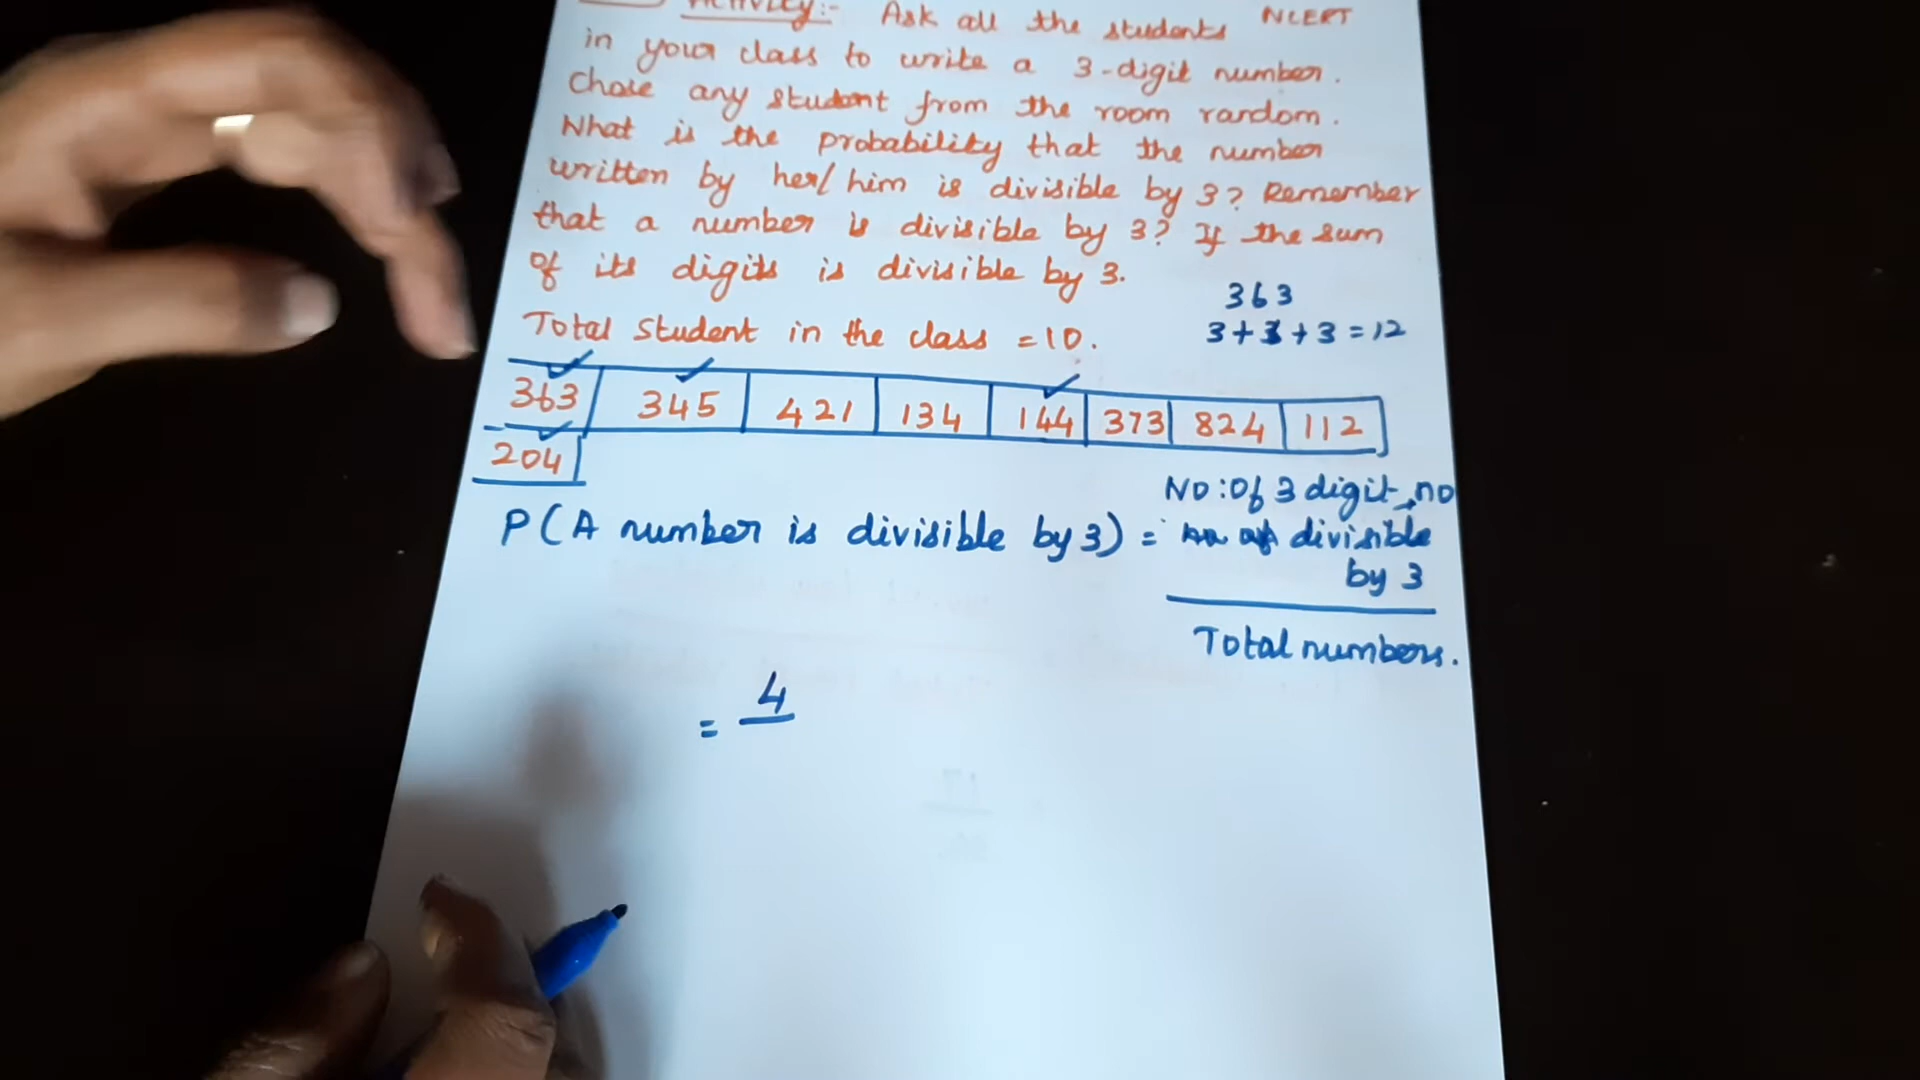 Activity:- Ask all the students NCERT
in your class to write a 3-digit number.
Chose any student from the room random.
What is the probability that the number
written by her/him is divisible by 3? Remember
that a number is divisible by 3? If the sum
of its digits is divisible by 3.
363
Total Student in the class = 10.
3+3+3=12
363 345 421 134 144 373 824 112
204
No:Of 3 digit no
P(A number is divisible by 3) = divisible
by 3
Total numbers.
= 4